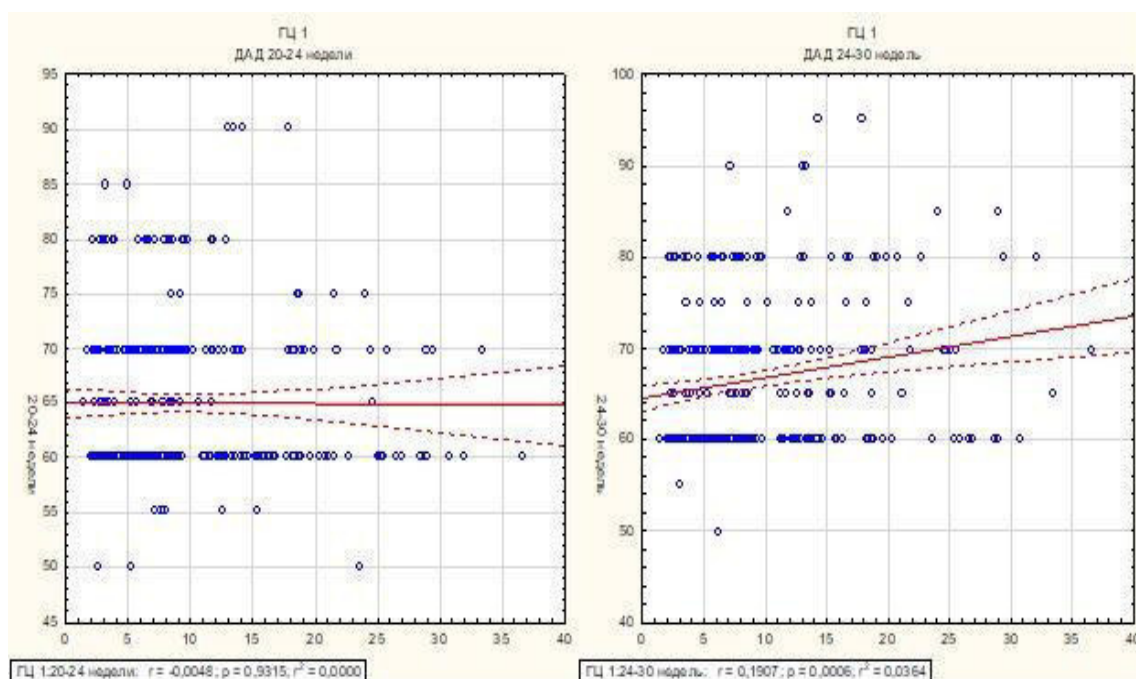 ГЦ 1
ДАД 20-24 недели
95
90
85
80
75
70
65
60
55
50
45
20-24 недели
0 5 10 15 20 25 30 35 40
ГЦ 1:20-24 недели: r = -0,0048; p = 0,9315; r² = 0,0000
ГЦ 1
ДАД 24-30 недель
100
90
80
70
60
50
40
24-30 недель
0 5 10 15 20 25 30 35 40
ГЦ 1:24-30 недель: r = 0,1907; p = 0,0006; r² = 0,0364